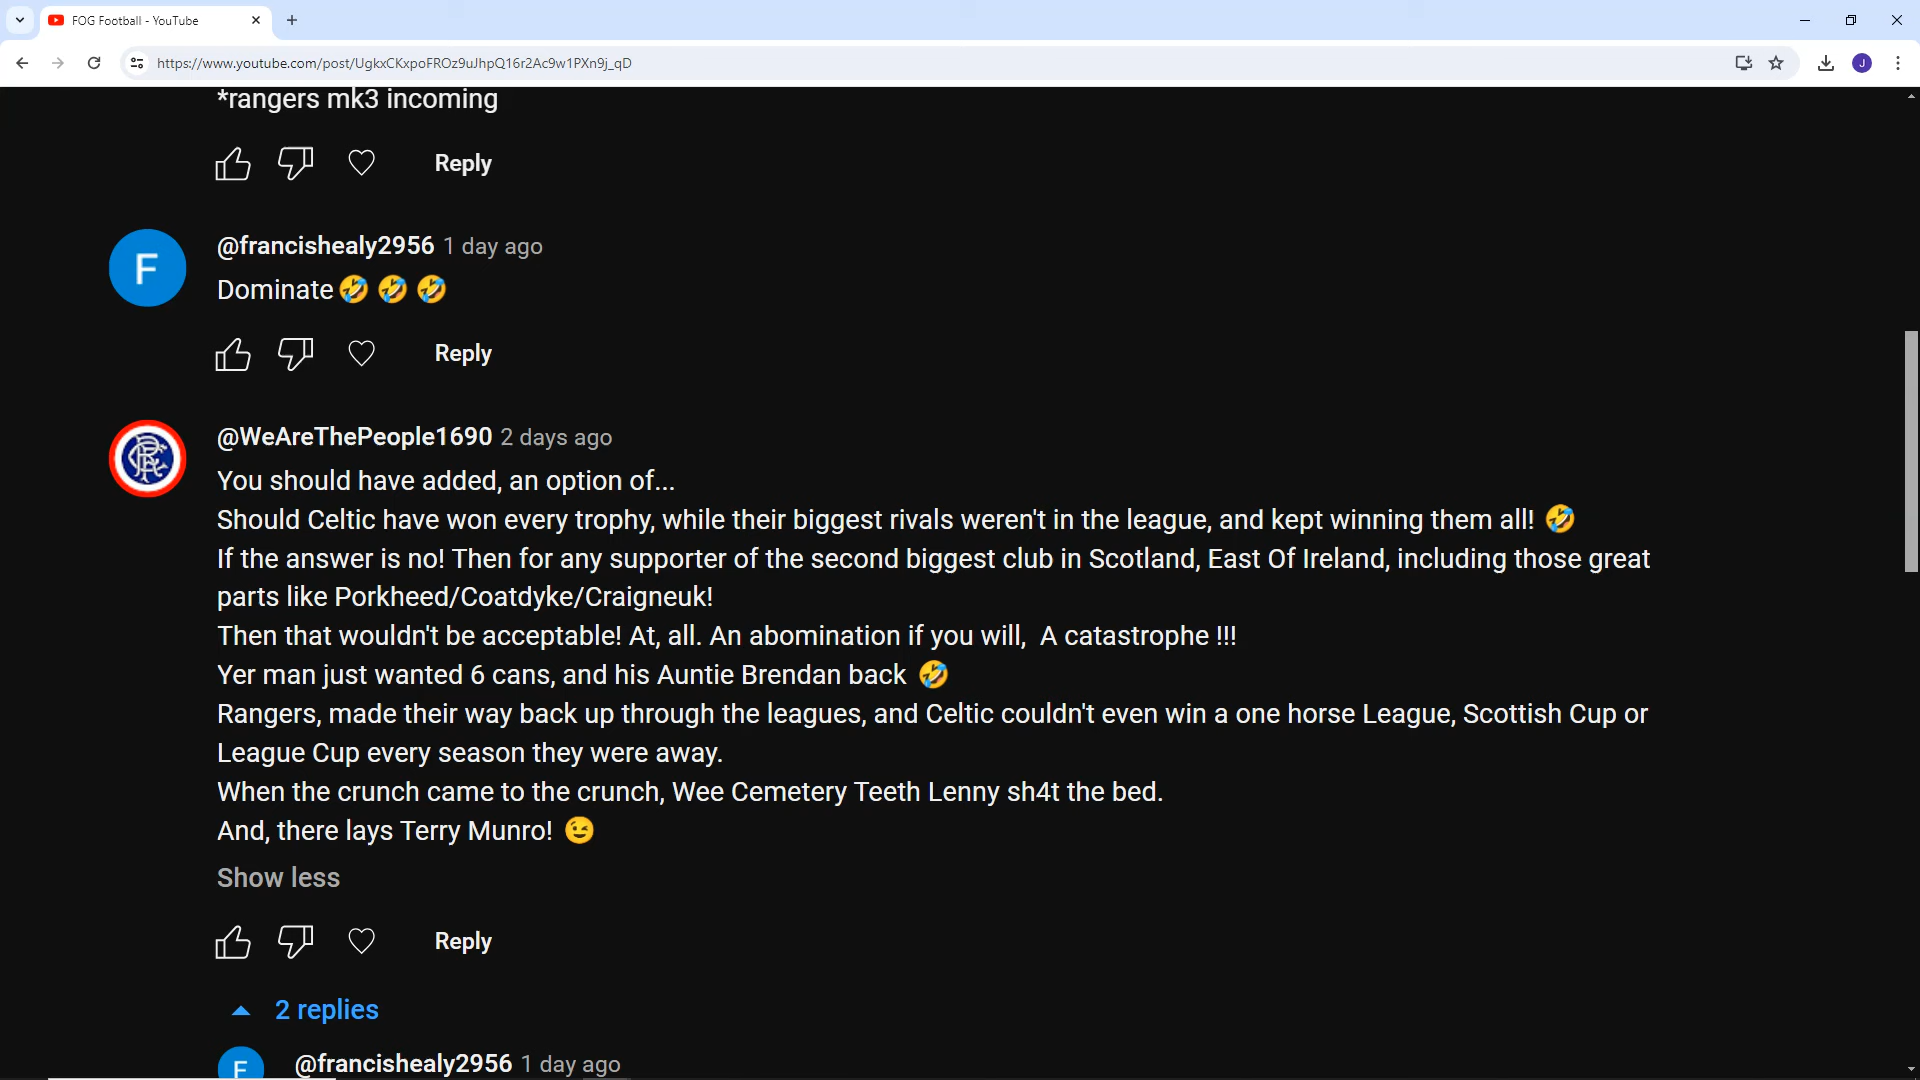 FOG Football - YouTube
https://www.youtube.com/post/UgkxCKxpoFROz9uJhpQ16r2Ac9w1PXn9j_qD
J
*rangers mk3 incoming
Reply
F
@francishealy2956 1 day ago
Dominate🤣 🤣 🤣
Reply
@WeAreThePeople1690 2 days ago
You should have added, an option of...
Should Celtic have won every trophy, while their biggest rivals weren't in the league, and kept winning them all! 🤣
If the answer is no! Then for any supporter of the second biggest club in Scotland, East Of Ireland, including those great
parts like Porkheed/Coatdyke/Craigneuk!
Then that wouldn't be acceptable! At, all. An abomination if you will,  A catastrophe !!!
Yer man just wanted 6 cans, and his Auntie Brendan back 🤣
Rangers, made their way back up through the leagues, and Celtic couldn't even win a one horse League, Scottish Cup or
League Cup every season they were away.
When the crunch came to the crunch, Wee Cemetery Teeth Lenny sh4t the bed.
And, there lays Terry Munro! 😉
Show less
Reply
2 replies
F
@francishealy2956 1 day ago